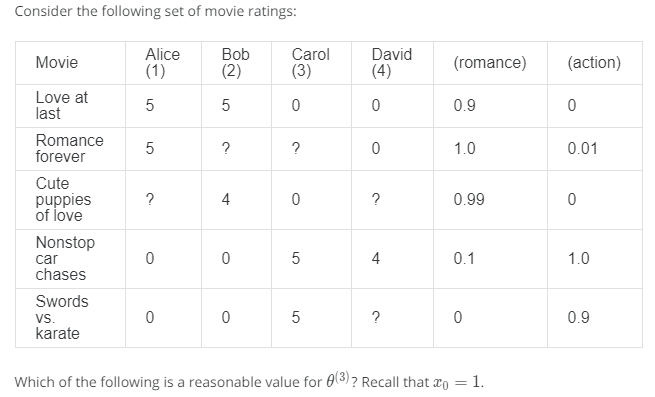 Consider the following set of movie ratings:
Movie Alice (1) Bob (2) Carol (3) David (4) (romance) (action)
Love at last 5 5 0 0 0.9 0
Romance forever 5 ? ? 0 1.0 0.01
Cute puppies of love ? 4 0 ? 0.99 0
Nonstop car chases 0 0 5 4 0.1 1.0
Swords vs. karate 0 0 5 ? 0 0.9
Which of the following is a reasonable value for θ(3)? Recall that x0 = 1.